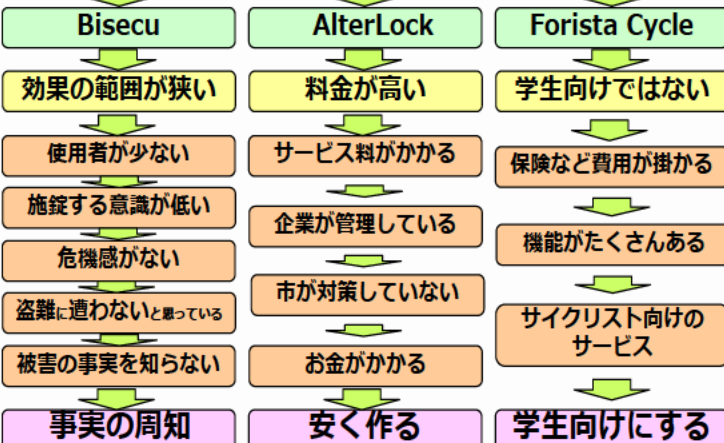 Bisecu
効果の範囲が狭い
使用者が少ない
施錠する意識が低い
危機感がない
盗難に遭わないと思っている
被害の事実を知らない
事実の周知
AlterLock
料金が高い
サービス料がかかる
企業が管理している
市が対策していない
お金がかかる
安く作る
Forista Cycle
学生向けではない
保険など費用が掛かる
機能がたくさんある
サイクリスト向けの
サービス
学生向けにする